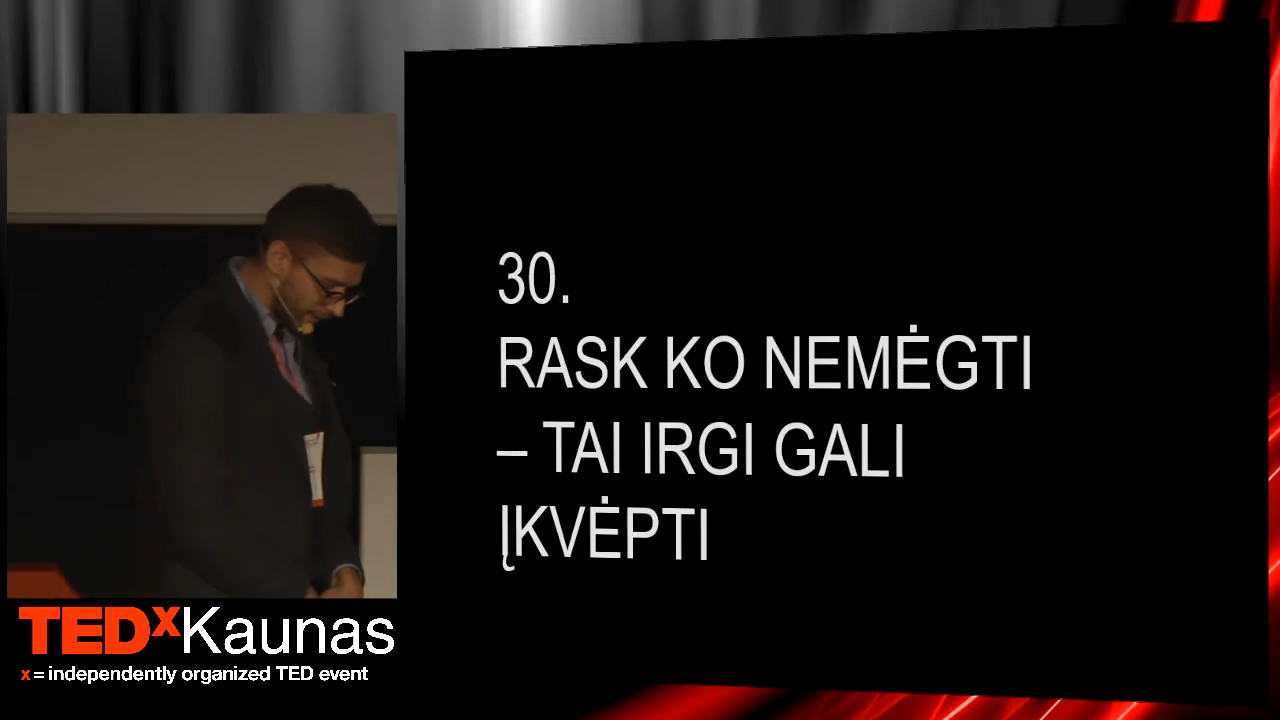 30.
RASK KO NEMĖGTI
– TAI IRGI GALI
ĮKVĖPTI
TEDxKaunas
x = independently organized TED event